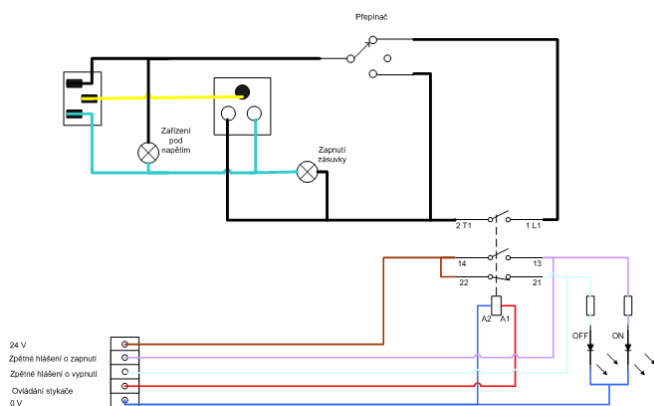 Přepínač
Zařízení
pod
napětím
Zapnutí
zásuvky
2 T1
1 L1
14
13
22
21
A2 A1
OFF
ON
24 V
Zpětné hlášení o zapnutí
Zpětné hlášení o vypnutí
Ovládání stykače
0 V